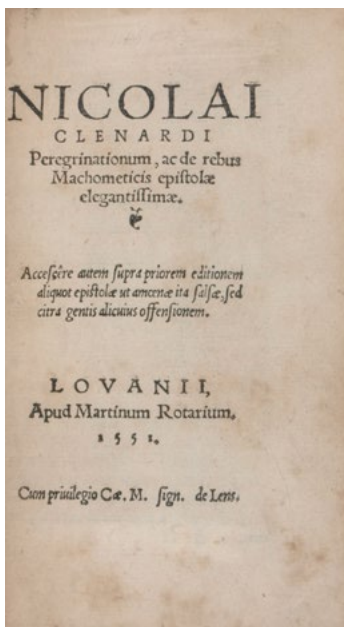 NICOLAI
CLENARDI
Peregrinationum, ac de rebus
Machometicis epistolæ
elegantissimæ.
Accessêre autem supra priorem editionem
aliquot epistolæ ut amœnæ ita salsæ, sed
citra gentis alicuius offensionem.
LOVANII,
Apud Martinum Rotarium.
1551.
Cum priuilegio Cæ. M. sign. de Lens.